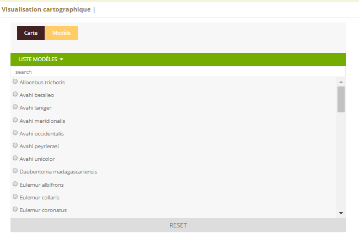 Visualisation cartographique |
Carte
Modèle
LISTE MODÈLES
search
Allocebus trichotis
Avahi betsileo
Avahi laniger
Avahi meridionalis
Avahi occidentalis
Avahi peyrierasi
Avahi unicolor
Daubentonia madagascariensis
Eulemur albifrons
Eulemur collaris
Eulemur coronatus
RESET